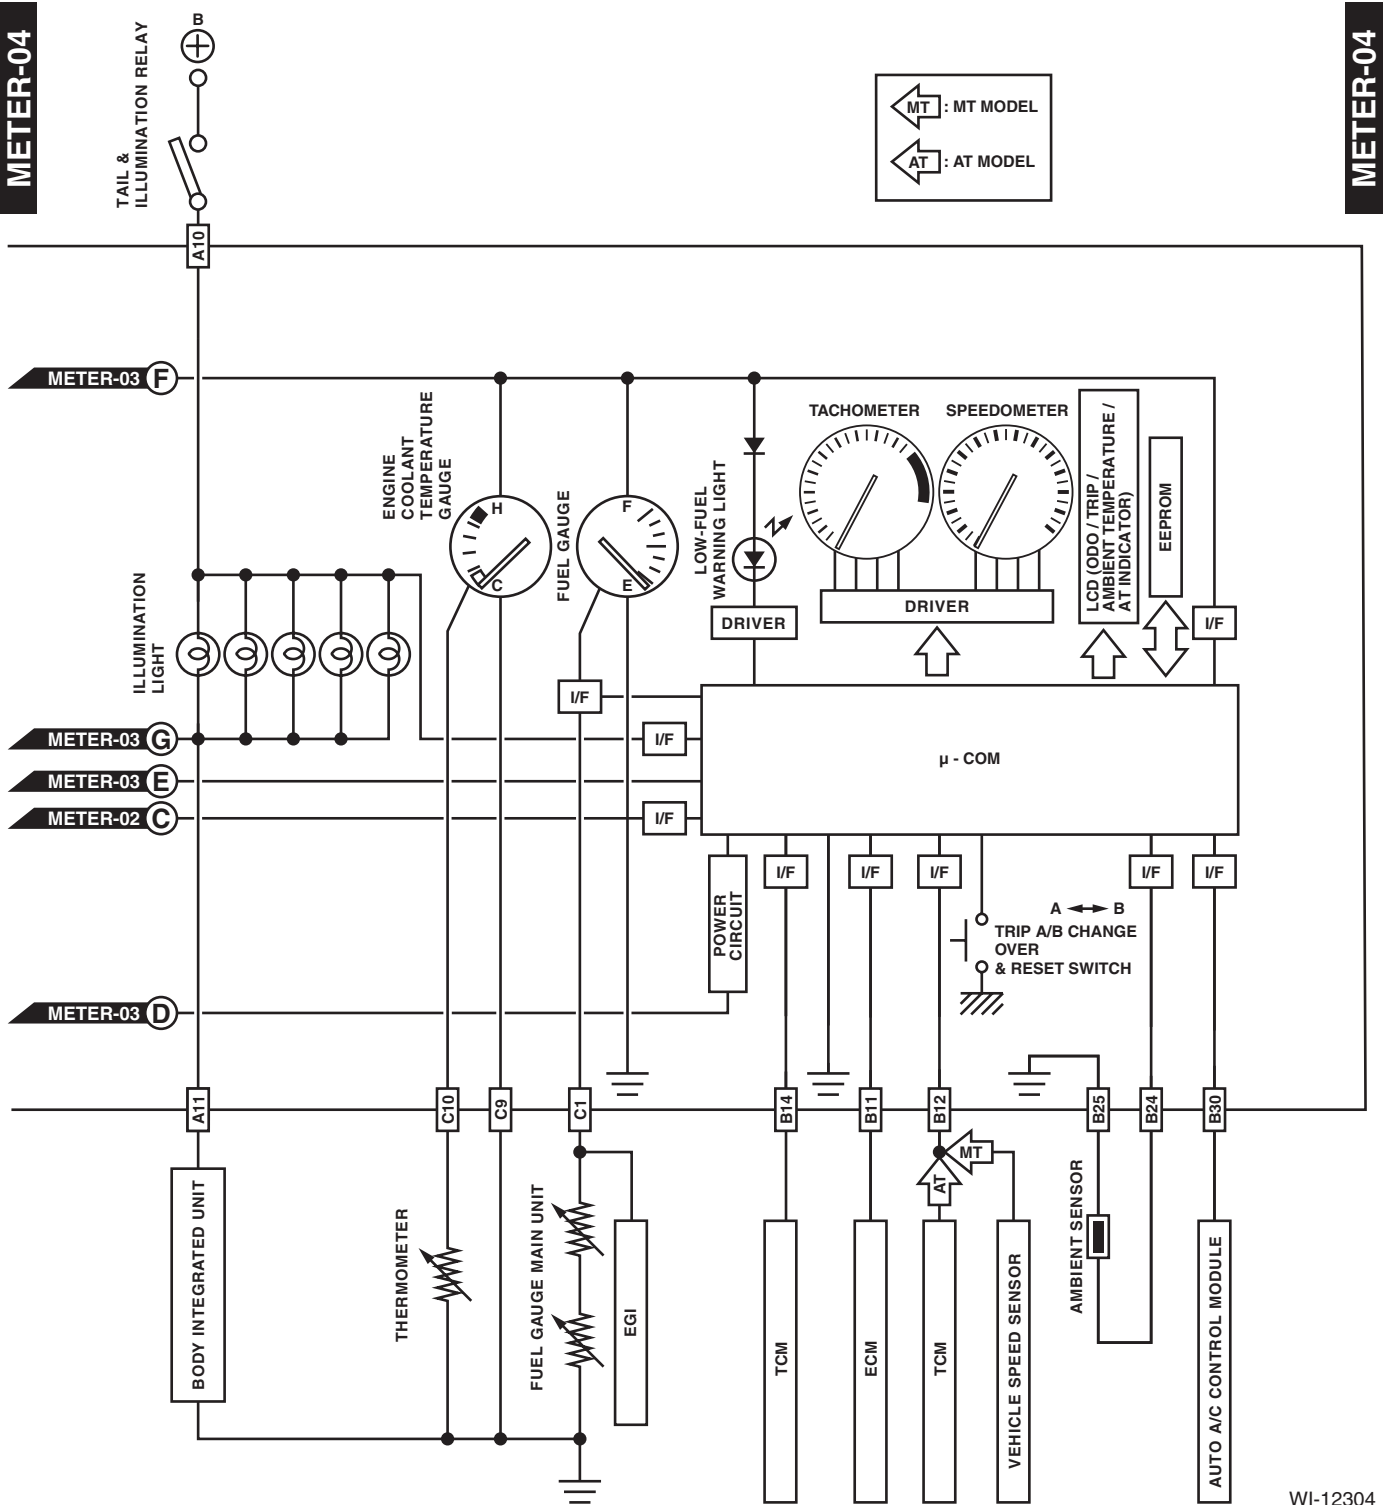 METER-04
METER-04
B
TAIL &
ILLUMINATION RELAY
MT : MT MODEL
AT : AT MODEL
A10
METER-03 F
ENGINE
COOLANT
TEMPERATURE
GAUGE
H
C
FUEL GAUGE
F
E
LOW-FUEL
WARNING LIGHT
DRIVER
TACHOMETER
SPEEDOMETER
DRIVER
LCD (ODO / TRIP /
AMBIENT TEMPERATURE /
AT INDICATOR)
EEPROM
I/F
ILLUMINATION
LIGHT
I/F
METER-03 G
I/F
METER-03 E
METER-02 C
I/F
µ - COM
POWER
CIRCUIT
I/F
I/F
I/F
I/F
I/F
A B
TRIP A/B CHANGE
OVER
& RESET SWITCH
METER-03 D
A11
C10
C9
C1
B14
B11
B12
B25
B24
B30
MT
AT
BODY INTEGRATED UNIT
THERMOMETER
FUEL GAUGE MAIN UNIT
EGI
TCM
ECM
TCM
VEHICLE SPEED SENSOR
AMBIENT SENSOR
AUTO A/C CONTROL MODULE
WI-12304